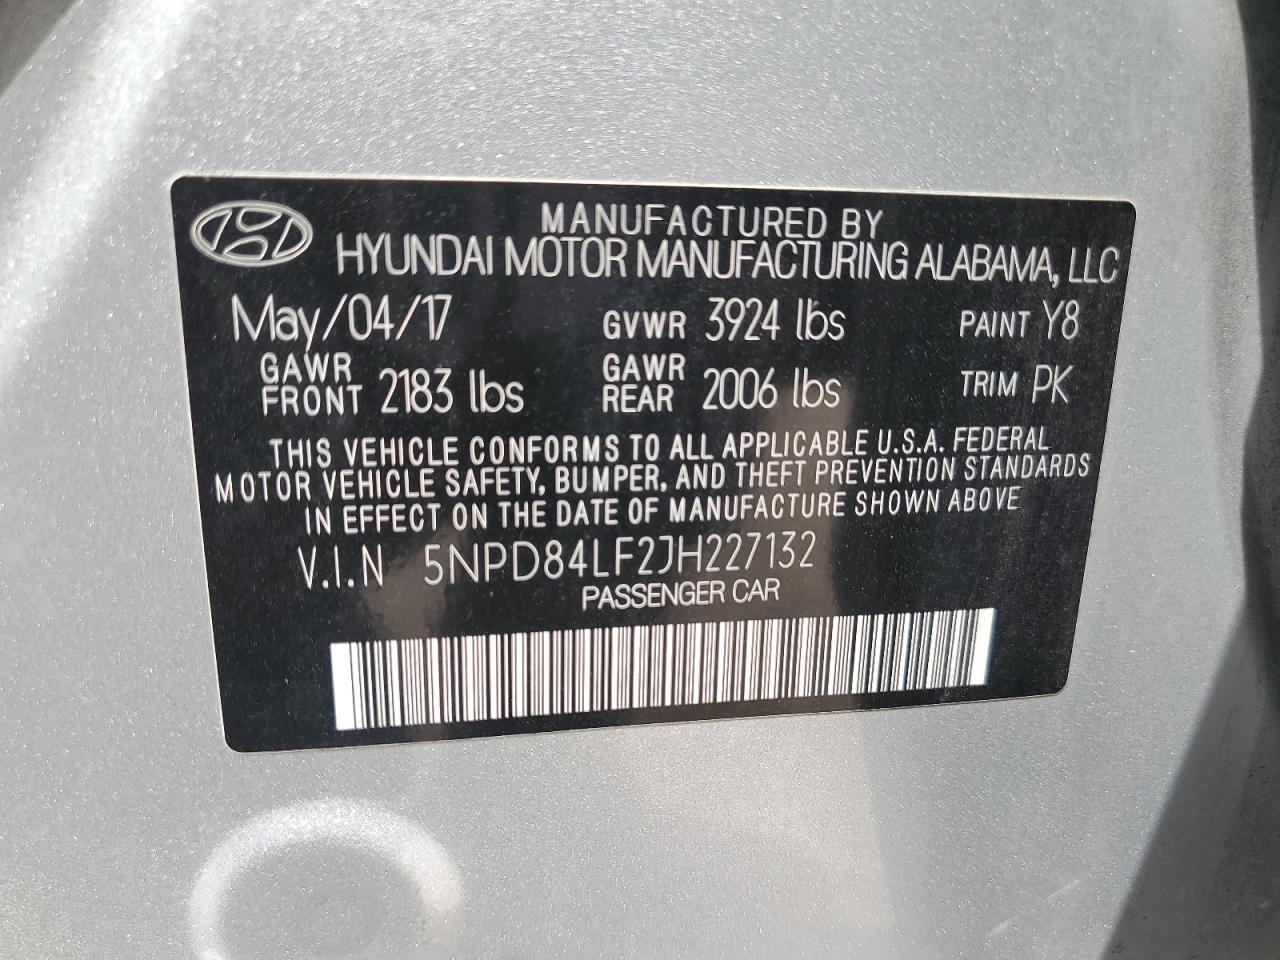 MANUFACTURED BY
HYUNDAI MOTOR MANUFACTURING ALABAMA, LLC
May/04/17 GVWR 3924 lbs PAINT Y8
GAWR FRONT 2183 lbs GAWR REAR 2006 lbs TRIM PK
THIS VEHICLE CONFORMS TO ALL APPLICABLE U.S.A. FEDERAL
MOTOR VEHICLE SAFETY, BUMPER, AND THEFT PREVENTION STANDARDS
IN EFFECT ON THE DATE OF MANUFACTURE SHOWN ABOVE
V.I.N 5NPD84LF2JH227132
PASSENGER CAR